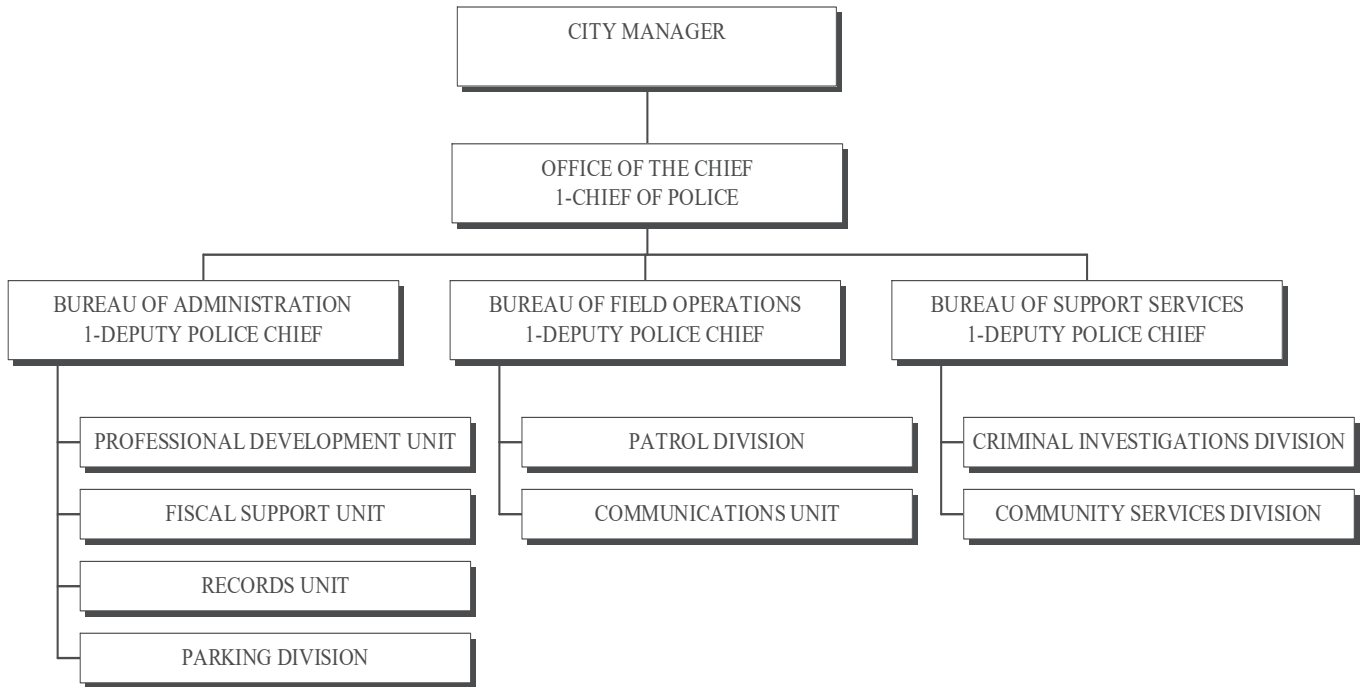 CITY MANAGER
OFFICE OF THE CHIEF
1-CHIEF OF POLICE
BUREAU OF ADMINISTRATION
1-DEPUTY POLICE CHIEF
PROFESSIONAL DEVELOPMENT UNIT
FISCAL SUPPORT UNIT
RECORDS UNIT
PARKING DIVISION
BUREAU OF FIELD OPERATIONS
1-DEPUTY POLICE CHIEF
PATROL DIVISION
COMMUNICATIONS UNIT
BUREAU OF SUPPORT SERVICES
1-DEPUTY POLICE CHIEF
CRIMINAL INVESTIGATIONS DIVISION
COMMUNITY SERVICES DIVISION